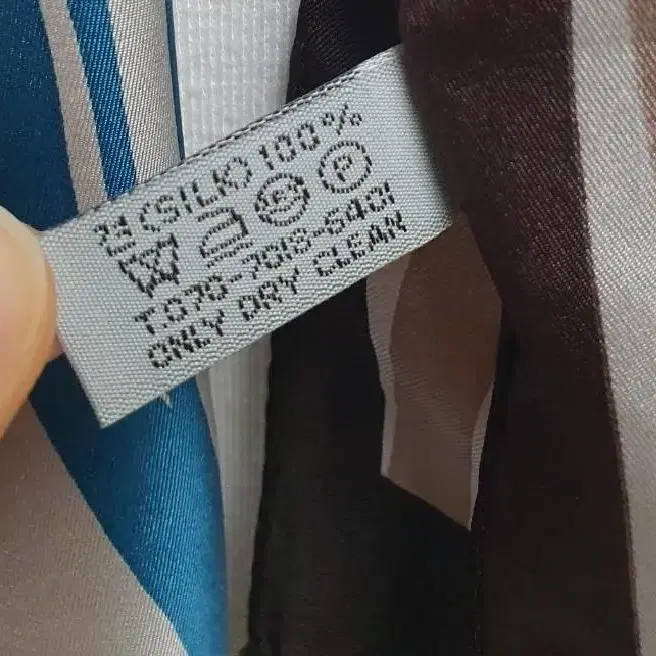 견 (SILK) 100%
P
T.070-7018-5401
ONLY DRY CLEAN